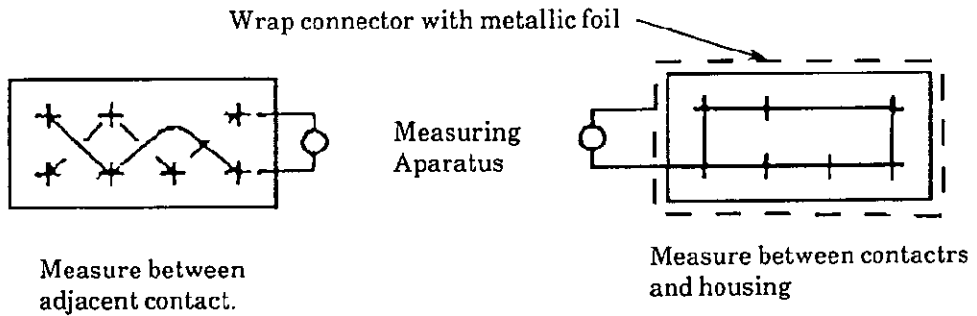 Wrap connector with metallic foil
Measuring
Aparatus
Measure between
adjacent contact.
Measure between contactrs
and housing